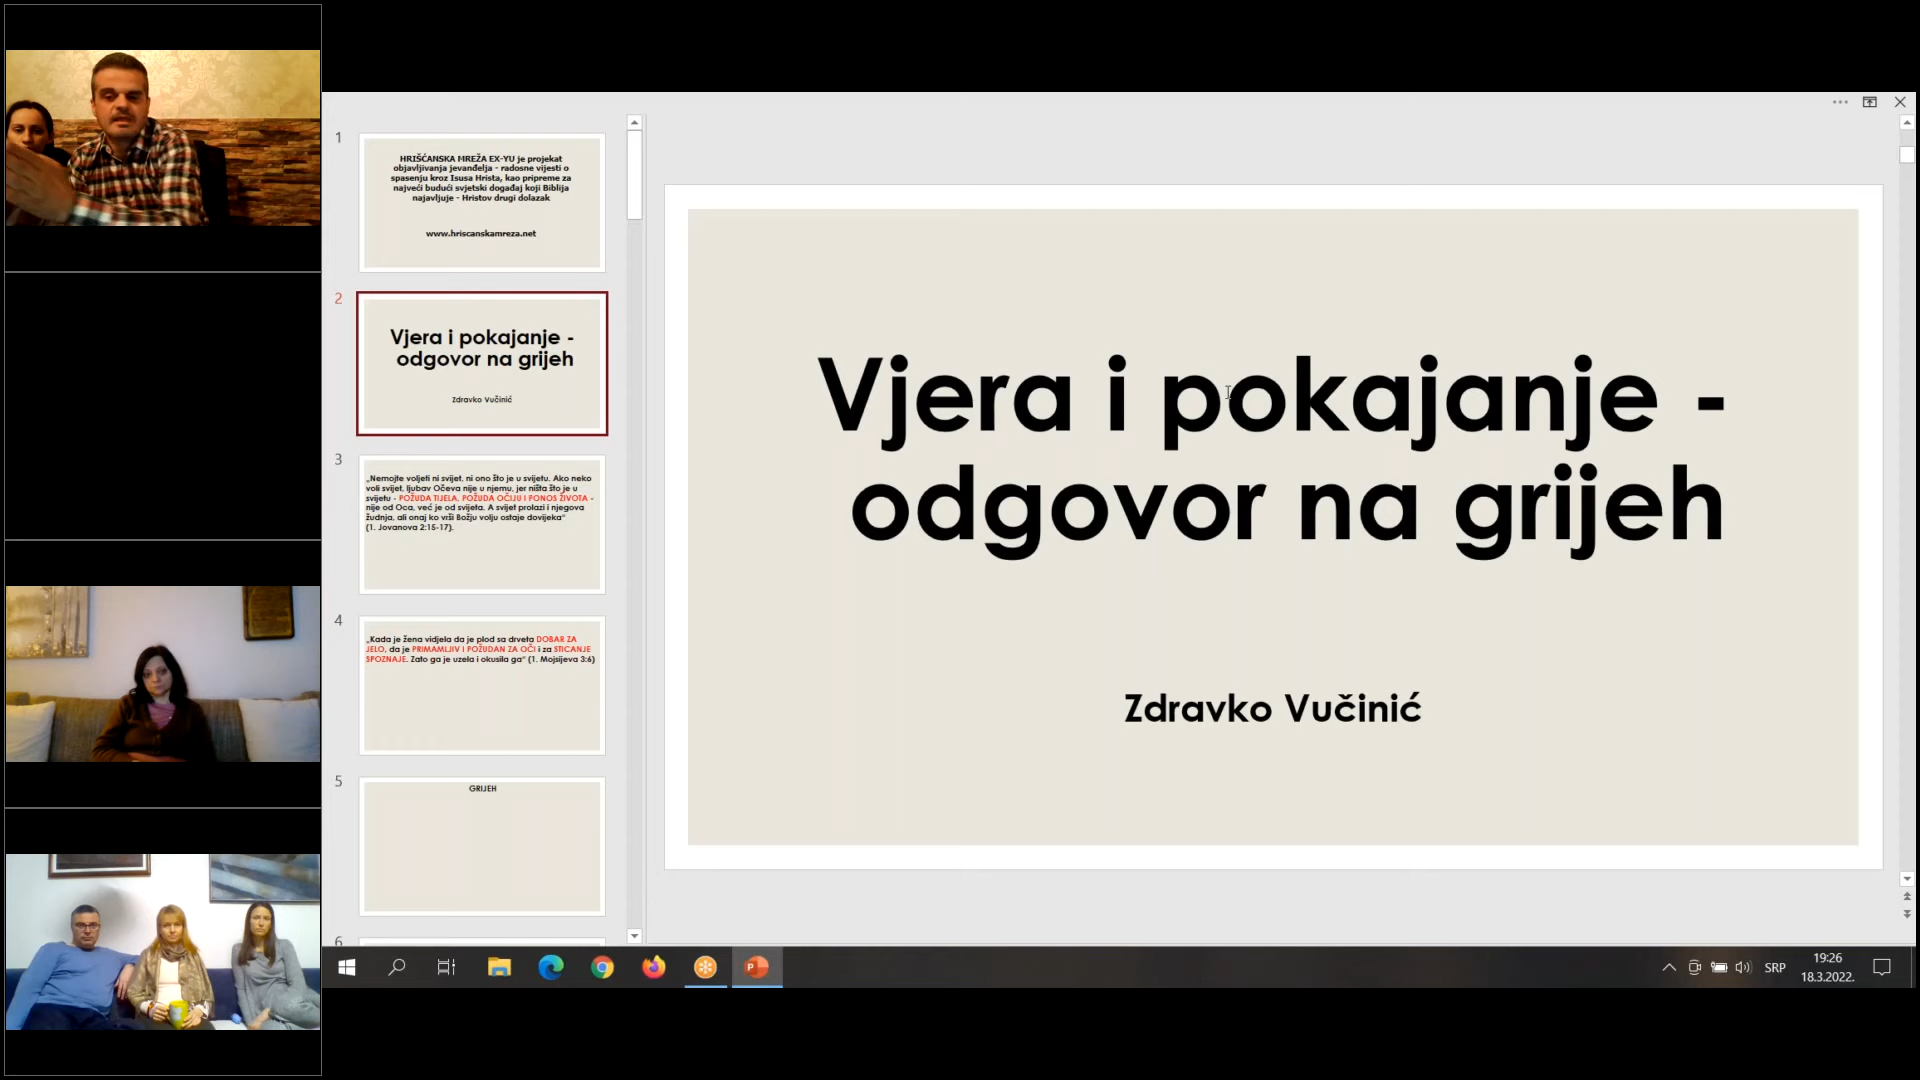 1
HRIŠĆANSKA MREŽA EX-YU je projekat
objavljivanja jevanđelja - radosne vijesti o
spasenju kroz Isusa Hrista, kao pripreme za
najveći budući svjetski događaj koji Biblija
najavljuje - Hristov drugi dolazak
www.hriscanskamreza.net
2
Vjera i pokajanje -
odgovor na grijeh
Zdravko Vučinić
3
„Nemojte voljeti ni svijet, ni ono što je u svijetu. Ako neko
voli svijet, ljubav Očeva nije u njemu, jer ništa što je u
svijetu - POŽUDA TIJELA, POŽUDA OČIJU I PONOS ŽIVOTA -
nije od Oca, već je od svijeta. A svijet prolazi i njegova
žudnja, ali onaj ko vrši Božju volju ostaje dovijeka“
(1. Jovanova 2:15-17).
4
„Kada je žena vidjela da je plod sa drveta DOBAR ZA
JELO, da je PRIMAMLJIV I POŽUDAN ZA OČI i za STICANJE
SPOZNAJE. Zato ga je uzela i okusila ga“ (1. Mojsijeva 3:6)
5
GRIJEH
6
Vjera i pokajanje -
odgovor na grijeh
Zdravko Vučinić
SRP
19:26
18.3.2022.